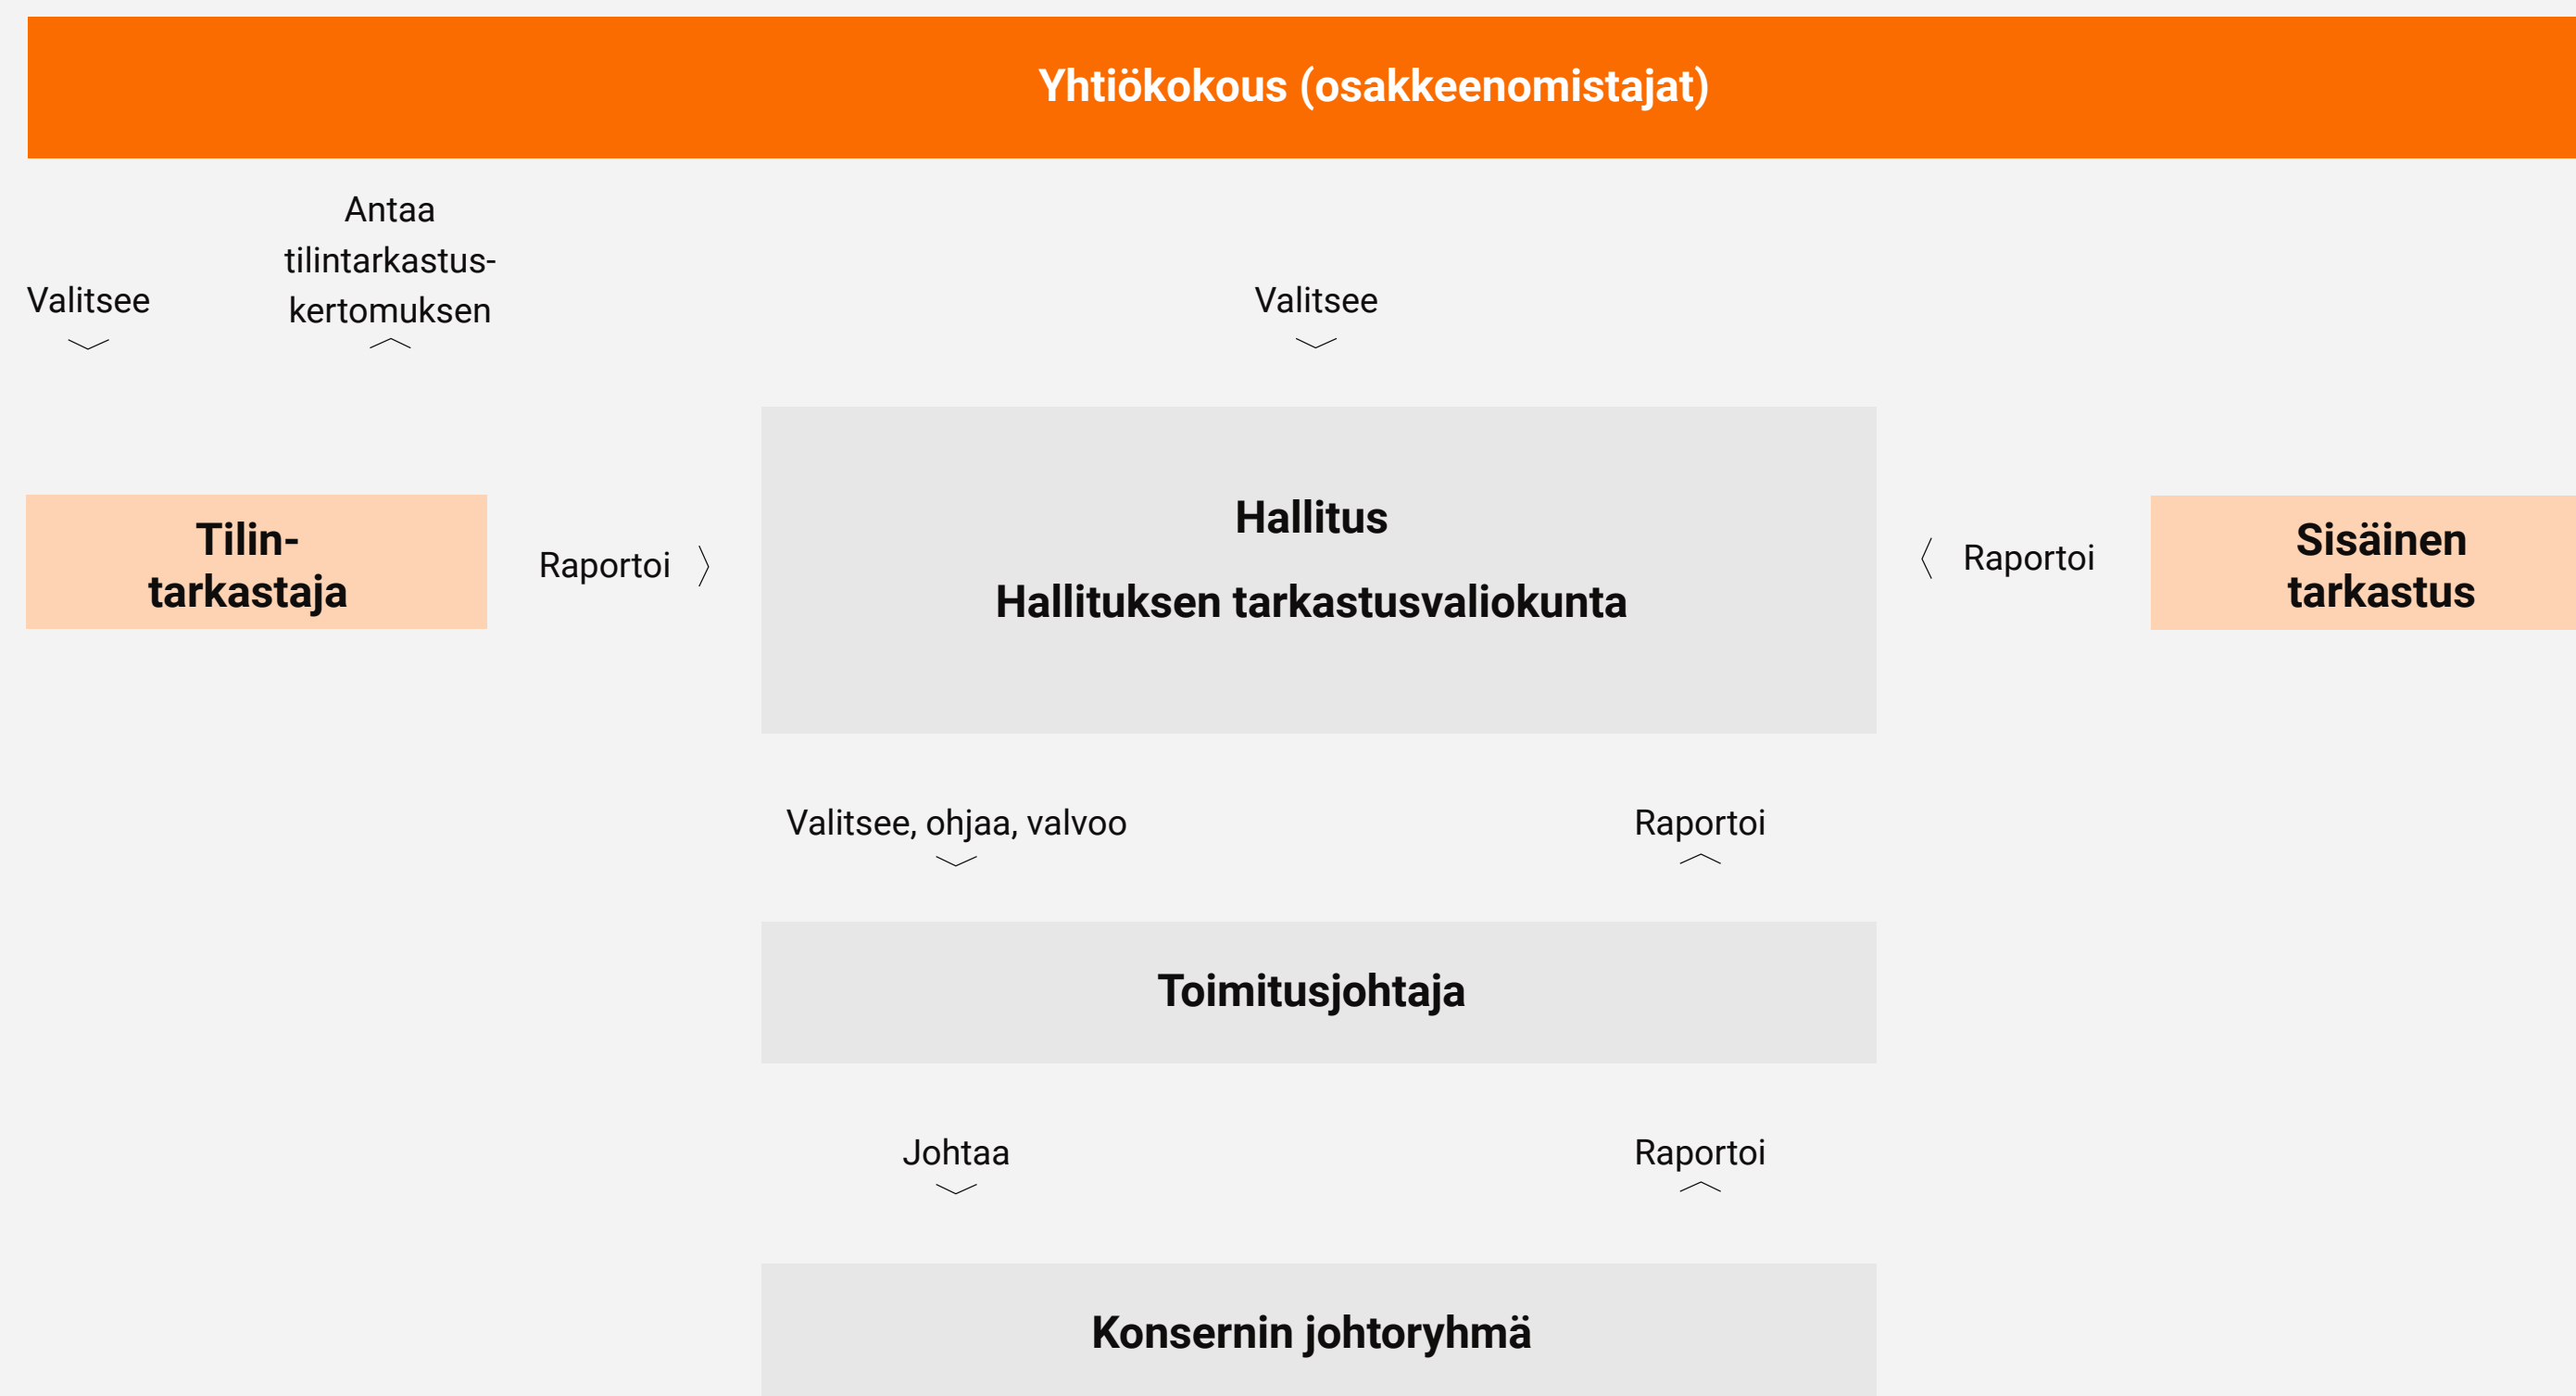 Yhtiökokous (osakkeenomistajat)
Valitsee
Antaa
tilintarkastus-
kertomuksen
Valitsee
Tilin-
tarkastaja
Raportoi
Hallitus
Hallituksen tarkastusvaliokunta
Raportoi
Sisäinen
tarkastus
Valitsee, ohjaa, valvoo
Raportoi
Toimitusjohtaja
Johtaa
Raportoi
Konsernin johtoryhmä